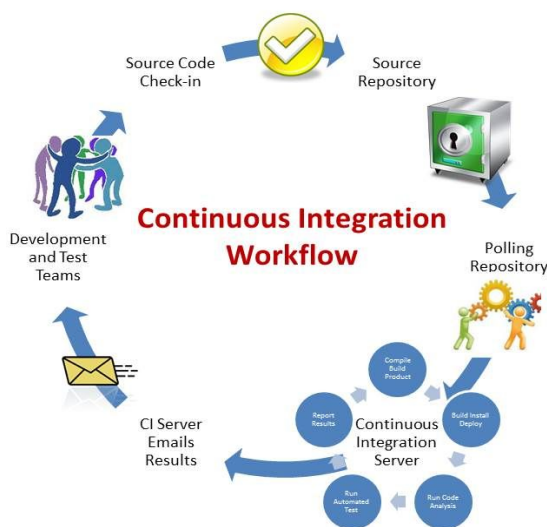 Source Code
Check-in
Source
Repository
Continuous Integration
Workflow
Development
and Test
Teams
Polling
Repository
Compile
Build
Product
Build Install
Deploy
Run Code
Analysis
Run
Automated
Test
Report
Results
Continuous
Integration
Server
CI Server
Emails
Results